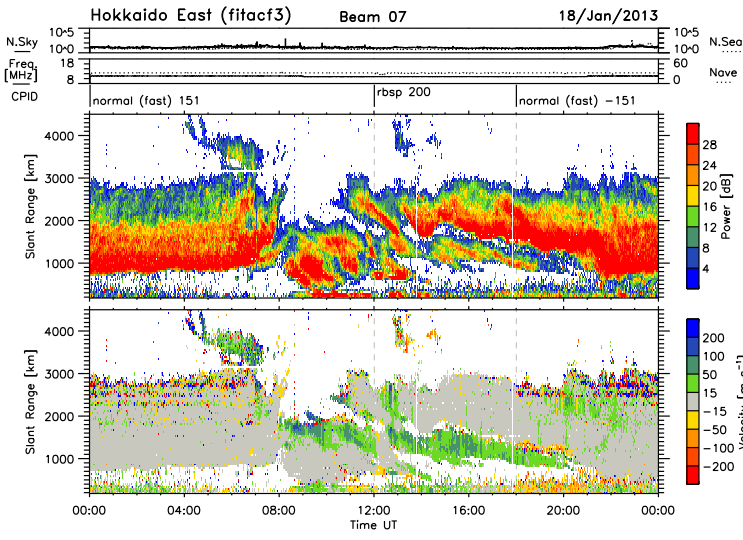 Hokkaido East (fitacf3) Beam 07 18/Jan/2013
N.Sky 10^5 10^0 10^5 10^0 N.Sea
Freq. [MHz] 18 8 60 0 Nave
CPID normal (fast) 151 rbsp 200 normal (fast) -151
Slant Range [km] 4000 3000 2000 1000
Power [dB] 28 24 20 16 12 8 4
Slant Range [km] 4000 3000 2000 1000
Velocity [m s^-1] 200 100 50 15 -15 -50 -100 -200
00:00 04:00 08:00 12:00 16:00 20:00 00:00
Time UT